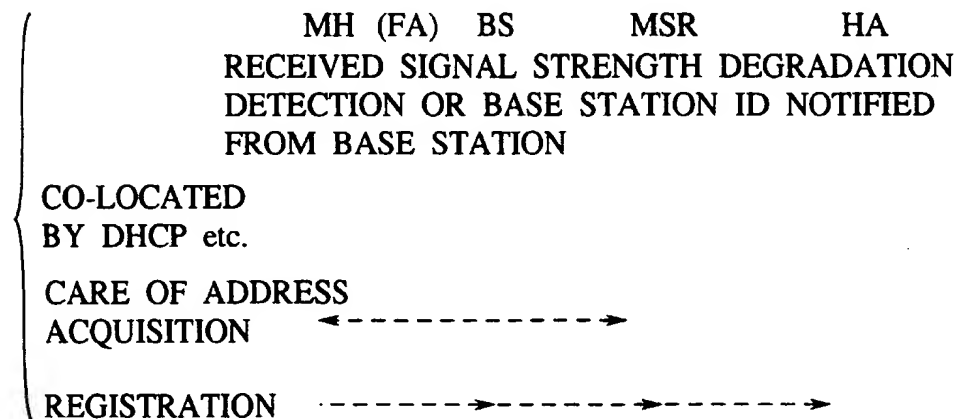 MH (FA) BS MSR HA
RECEIVED SIGNAL STRENGTH DEGRADATION
DETECTION OR BASE STATION ID NOTIFIED
FROM BASE STATION
CO-LOCATED
BY DHCP etc.
CARE OF ADDRESS
ACQUISITION
REGISTRATION